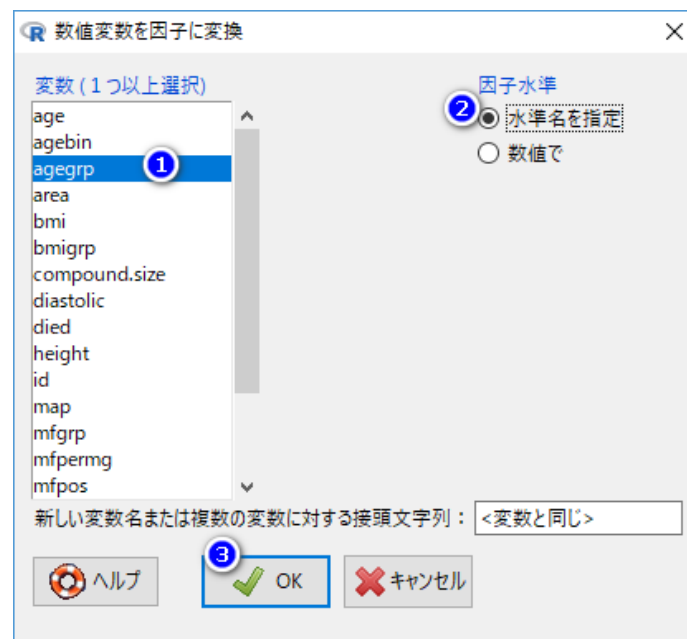 R 数値変数を因子に変換
変数 (１つ以上選択)
age
agebin
agegrp 1
area
bmi
bmigrp
compound.size
diastolic
died
height
id
map
mfgrp
mfpermg
mfpos
因子水準
2 水準名を指定
数値で
新しい変数名または複数の変数に対する接頭文字列： <変数と同じ>
3
ヘルプ OK キャンセル